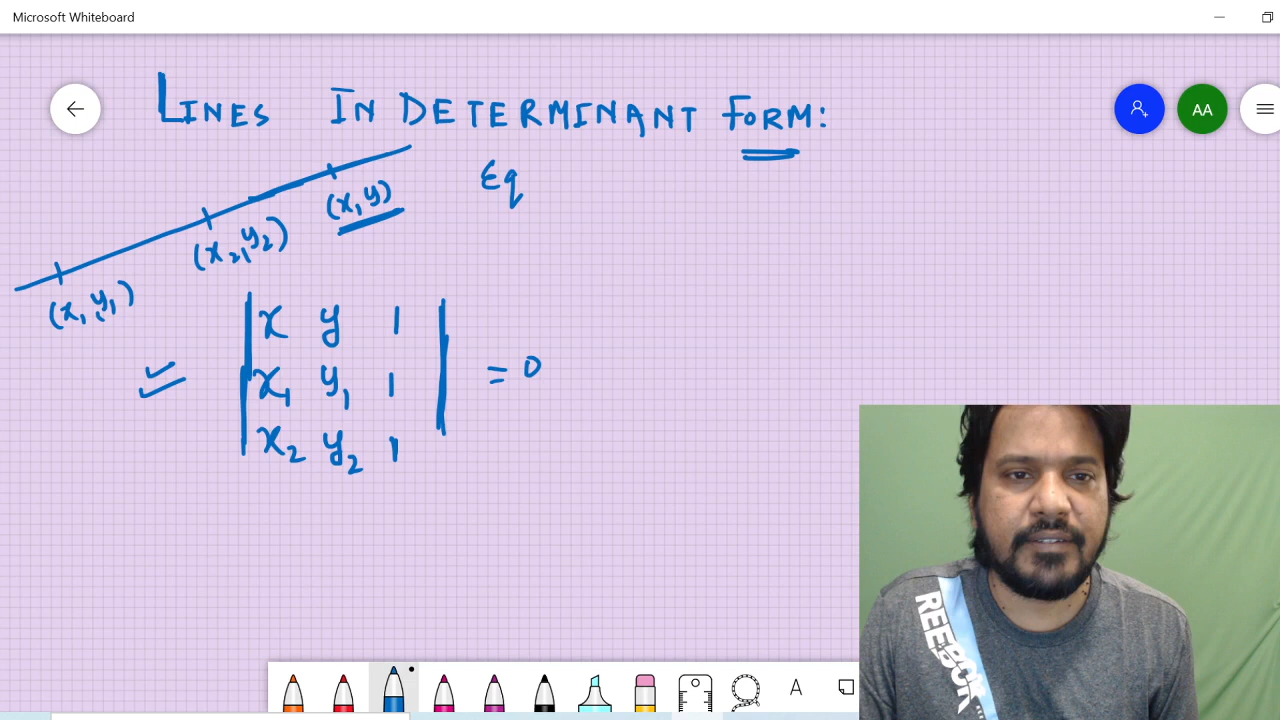 Microsoft Whiteboard
LINES IN DETERMINANT FORM:
AA
Eq
(x, y)
(x2, y2)
(x1, y1)
x y 1
x1 y1 1 = 0
x2 y2 1
REEBOK
A